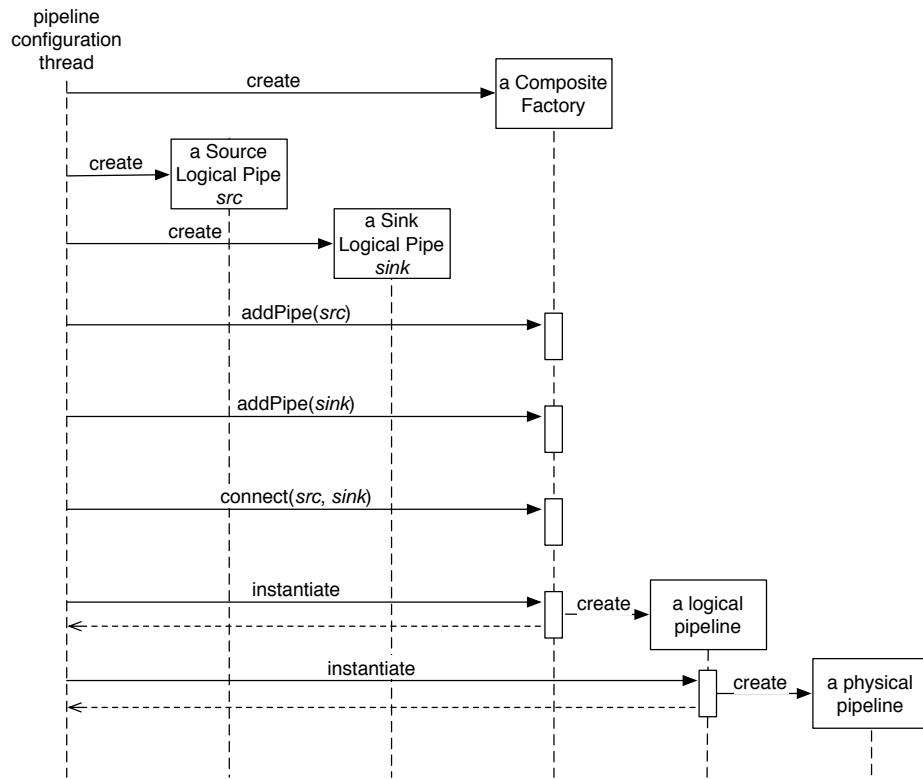 pipeline
configuration
thread
create
a Composite
Factory
create
a Source
Logical Pipe
src
create
a Sink
Logical Pipe
sink
addPipe(src)
addPipe(sink)
connect(src, sink)
instantiate
create
a logical
pipeline
instantiate
create
a physical
pipeline